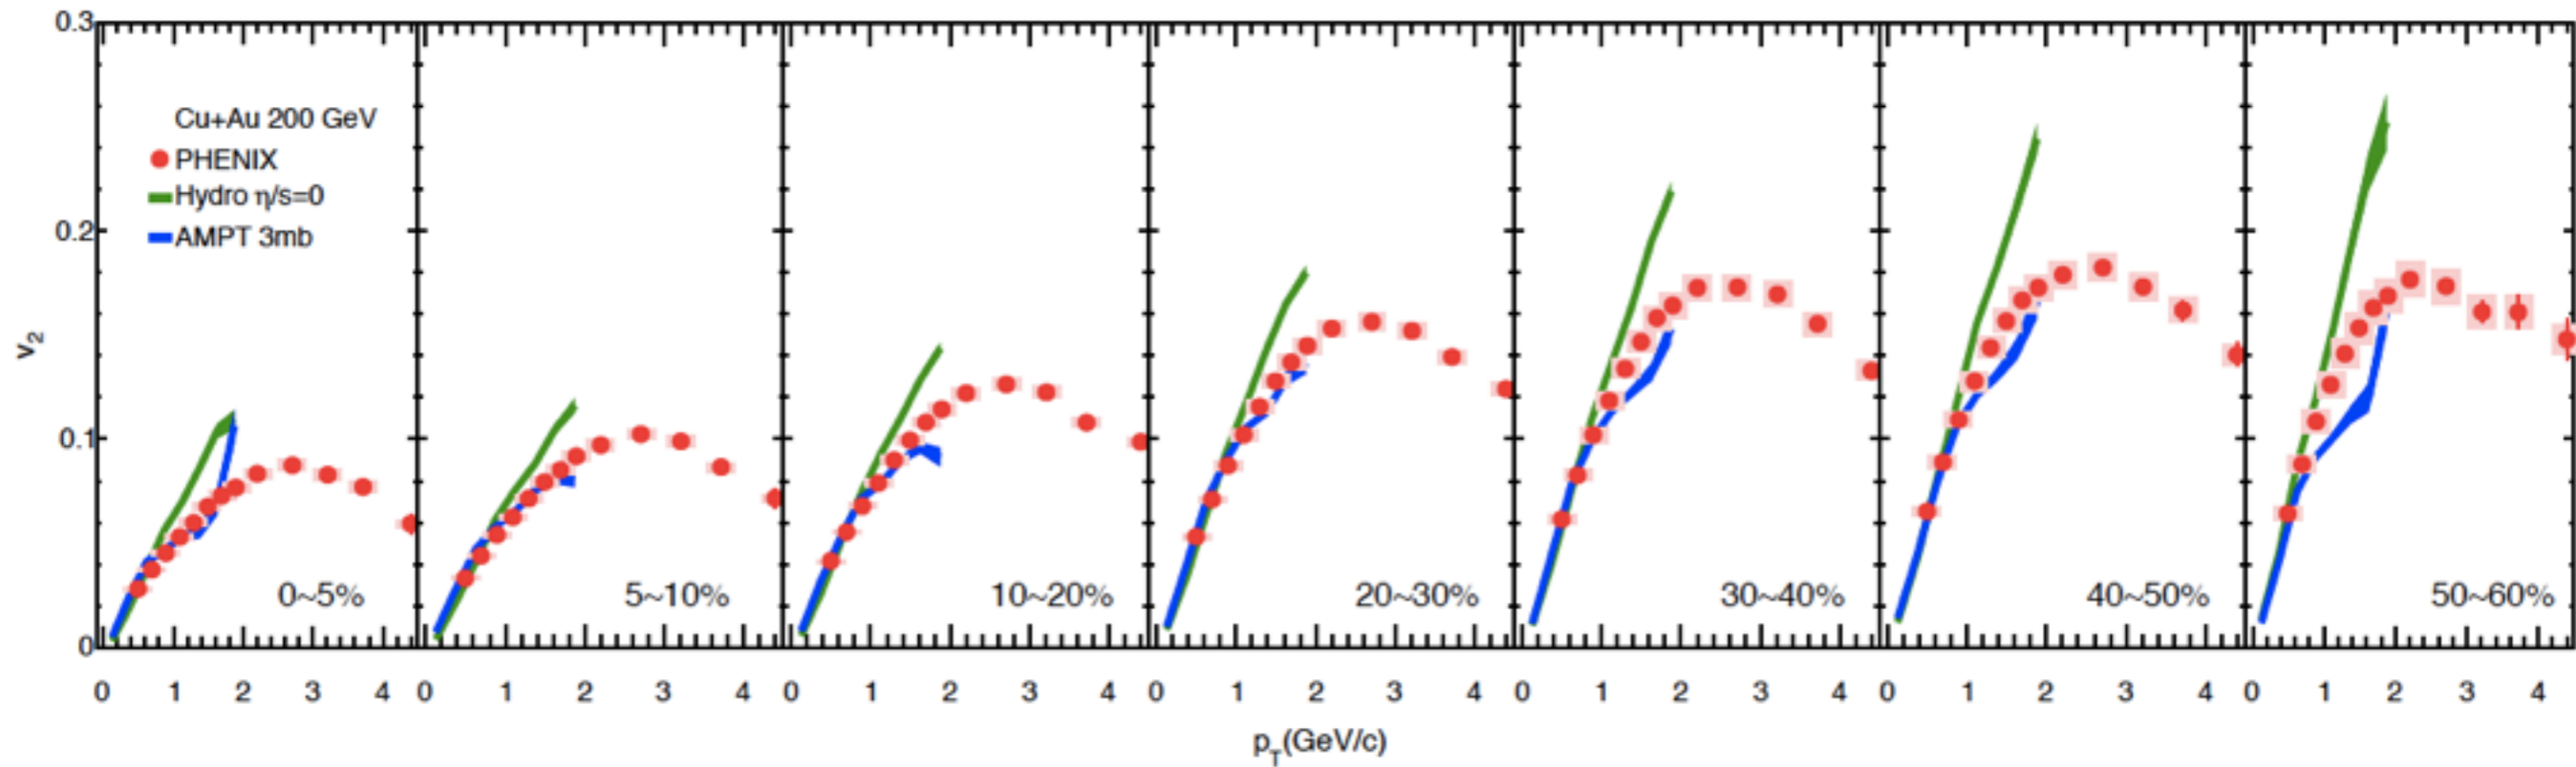 0.3
Cu+Au 200 GeV
PHENIX
Hydro η/s=0
AMPT 3mb
0.2
v2
0.1
0~5% 5~10% 10~20% 20~30% 30~40% 40~50% 50~60%
0
0 1 2 3 4 0 1 2 3 4 0 1 2 3 4 0 1 2 3 4 0 1 2 3 4 0 1 2 3 4 0 1 2 3 4
pT(GeV/c)